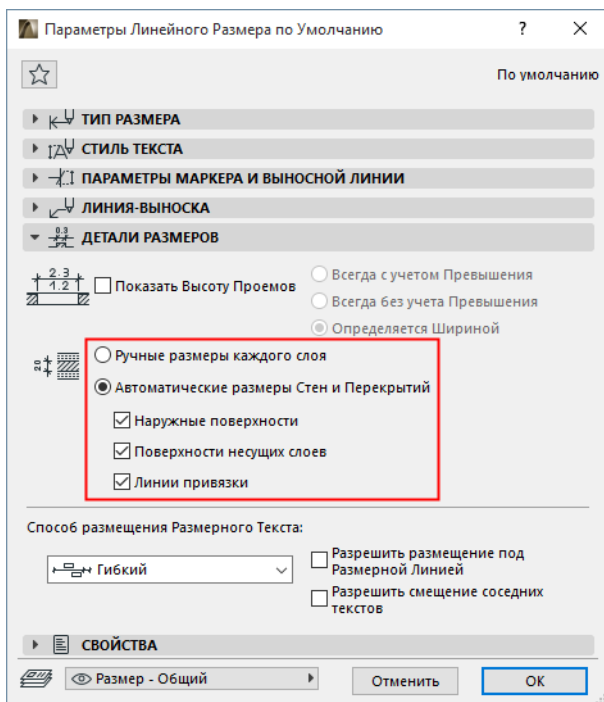 Параметры Линейного Размера по Умолчанию
По умолчанию
ТИП РАЗМЕРА
СТИЛЬ ТЕКСТА
ПАРАМЕТРЫ МАРКЕРА И ВЫНОСНОЙ ЛИНИИ
ЛИНИЯ-ВЫНОСКА
ДЕТАЛИ РАЗМЕРОВ
2.3
1.2
Показать Высоту Проемов
Всегда с учетом Превышения
Всегда без учета Превышения
Определяется Шириной
Ручные размеры каждого слоя
Автоматические размеры Стен и Перекрытий
Наружные поверхности
Поверхности несущих слоев
Линии привязки
Способ размещения Размерного Текста:
Гибкий
Разрешить размещение под
Размерной Линией
Разрешить смещение соседних
текстов
СВОЙСТВА
Размер - Общий
Отменить
ОК